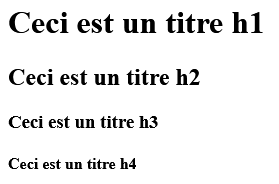 Ceci est un titre h1
Ceci est un titre h2
Ceci est un titre h3
Ceci est un titre h4